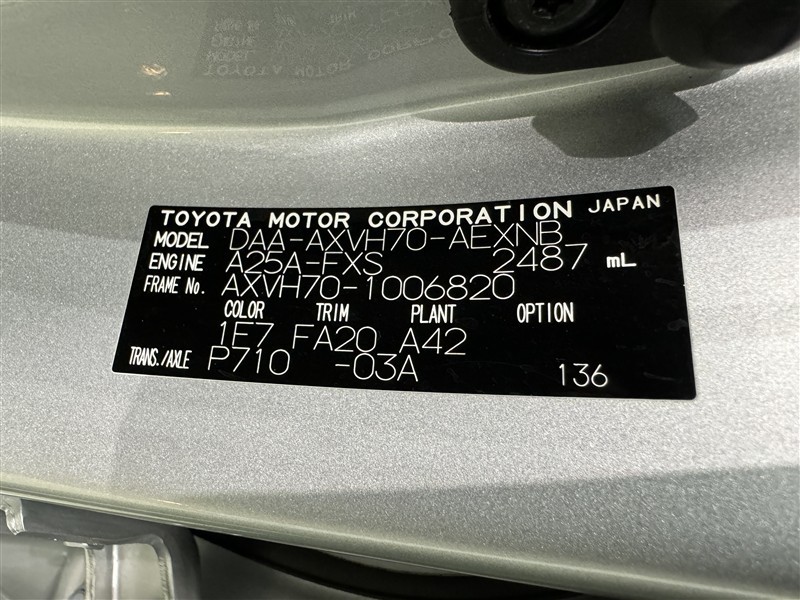 TOYOTA MOTOR CORPORATION JAPAN
MODEL DAA-AXVH70-AEXNB
ENGINE A25A-FXS 2487 mL
FRAME No. AXVH70-1006820
COLOR TRIM PLANT OPTION
1F7 FA20 A42
TRANS./AXLE P710 -03A 136